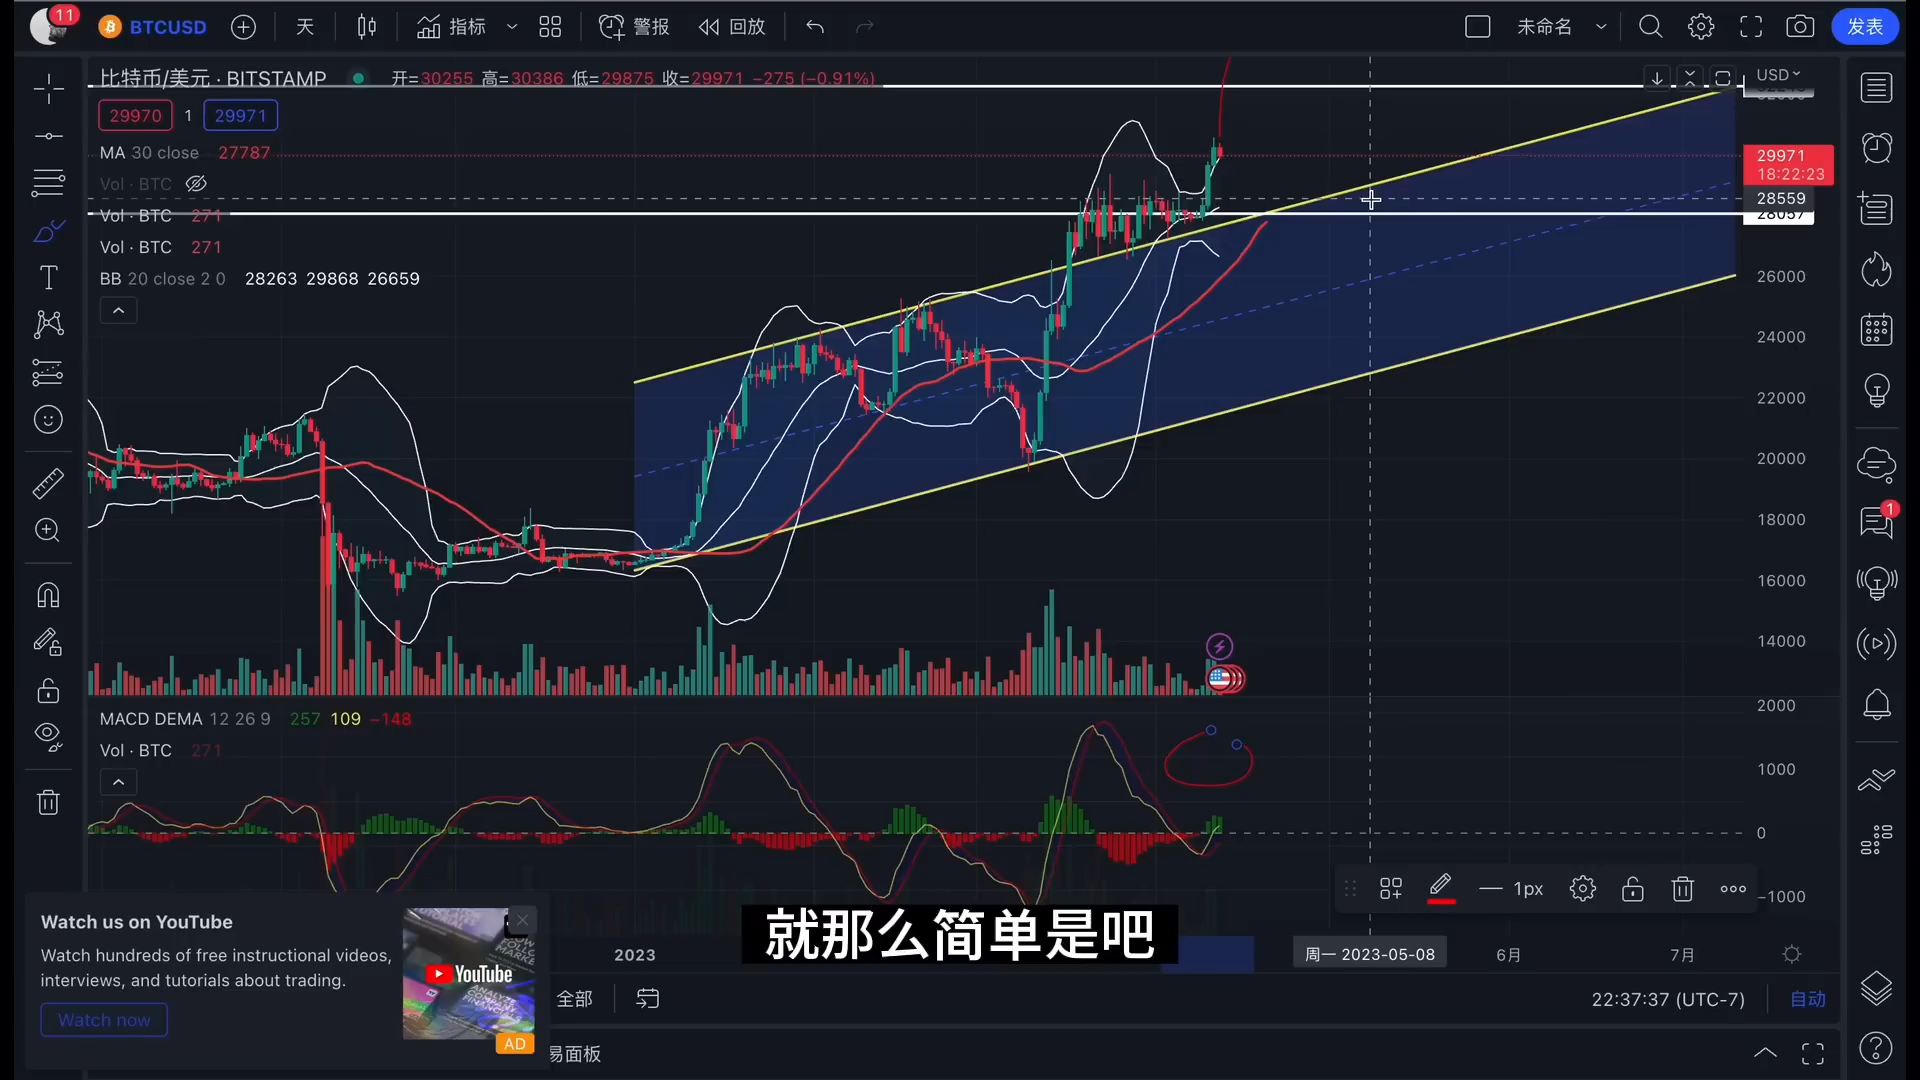 11
BTCUSD
天
指标
警报
回放
未命名
发表
比特币/美元 · BITSTAMP
开=30255 高=30386 低=29875 收=29971 −275 (−0.91%)
USD
29970 1 29971
MA 30 close 27787
Vol · BTC
Vol · BTC 271
Vol · BTC 271
BB 20 close 2 0 28263 29868 26659
29971
18:22:23
28559
28057
26000
24000
22000
20000
18000
16000
14000
MACD DEMA 12 26 9 257 109 −148
Vol · BTC 271
2000
1000
0
−1000
1
1px
就那么简单是吧
2023
周一 2023-05-08
6月
7月
Watch us on YouTube
Watch hundreds of free instructional videos,
interviews, and tutorials about trading.
Watch now
YouTube
AD
全部
22:37:37 (UTC-7)
自动
易面板